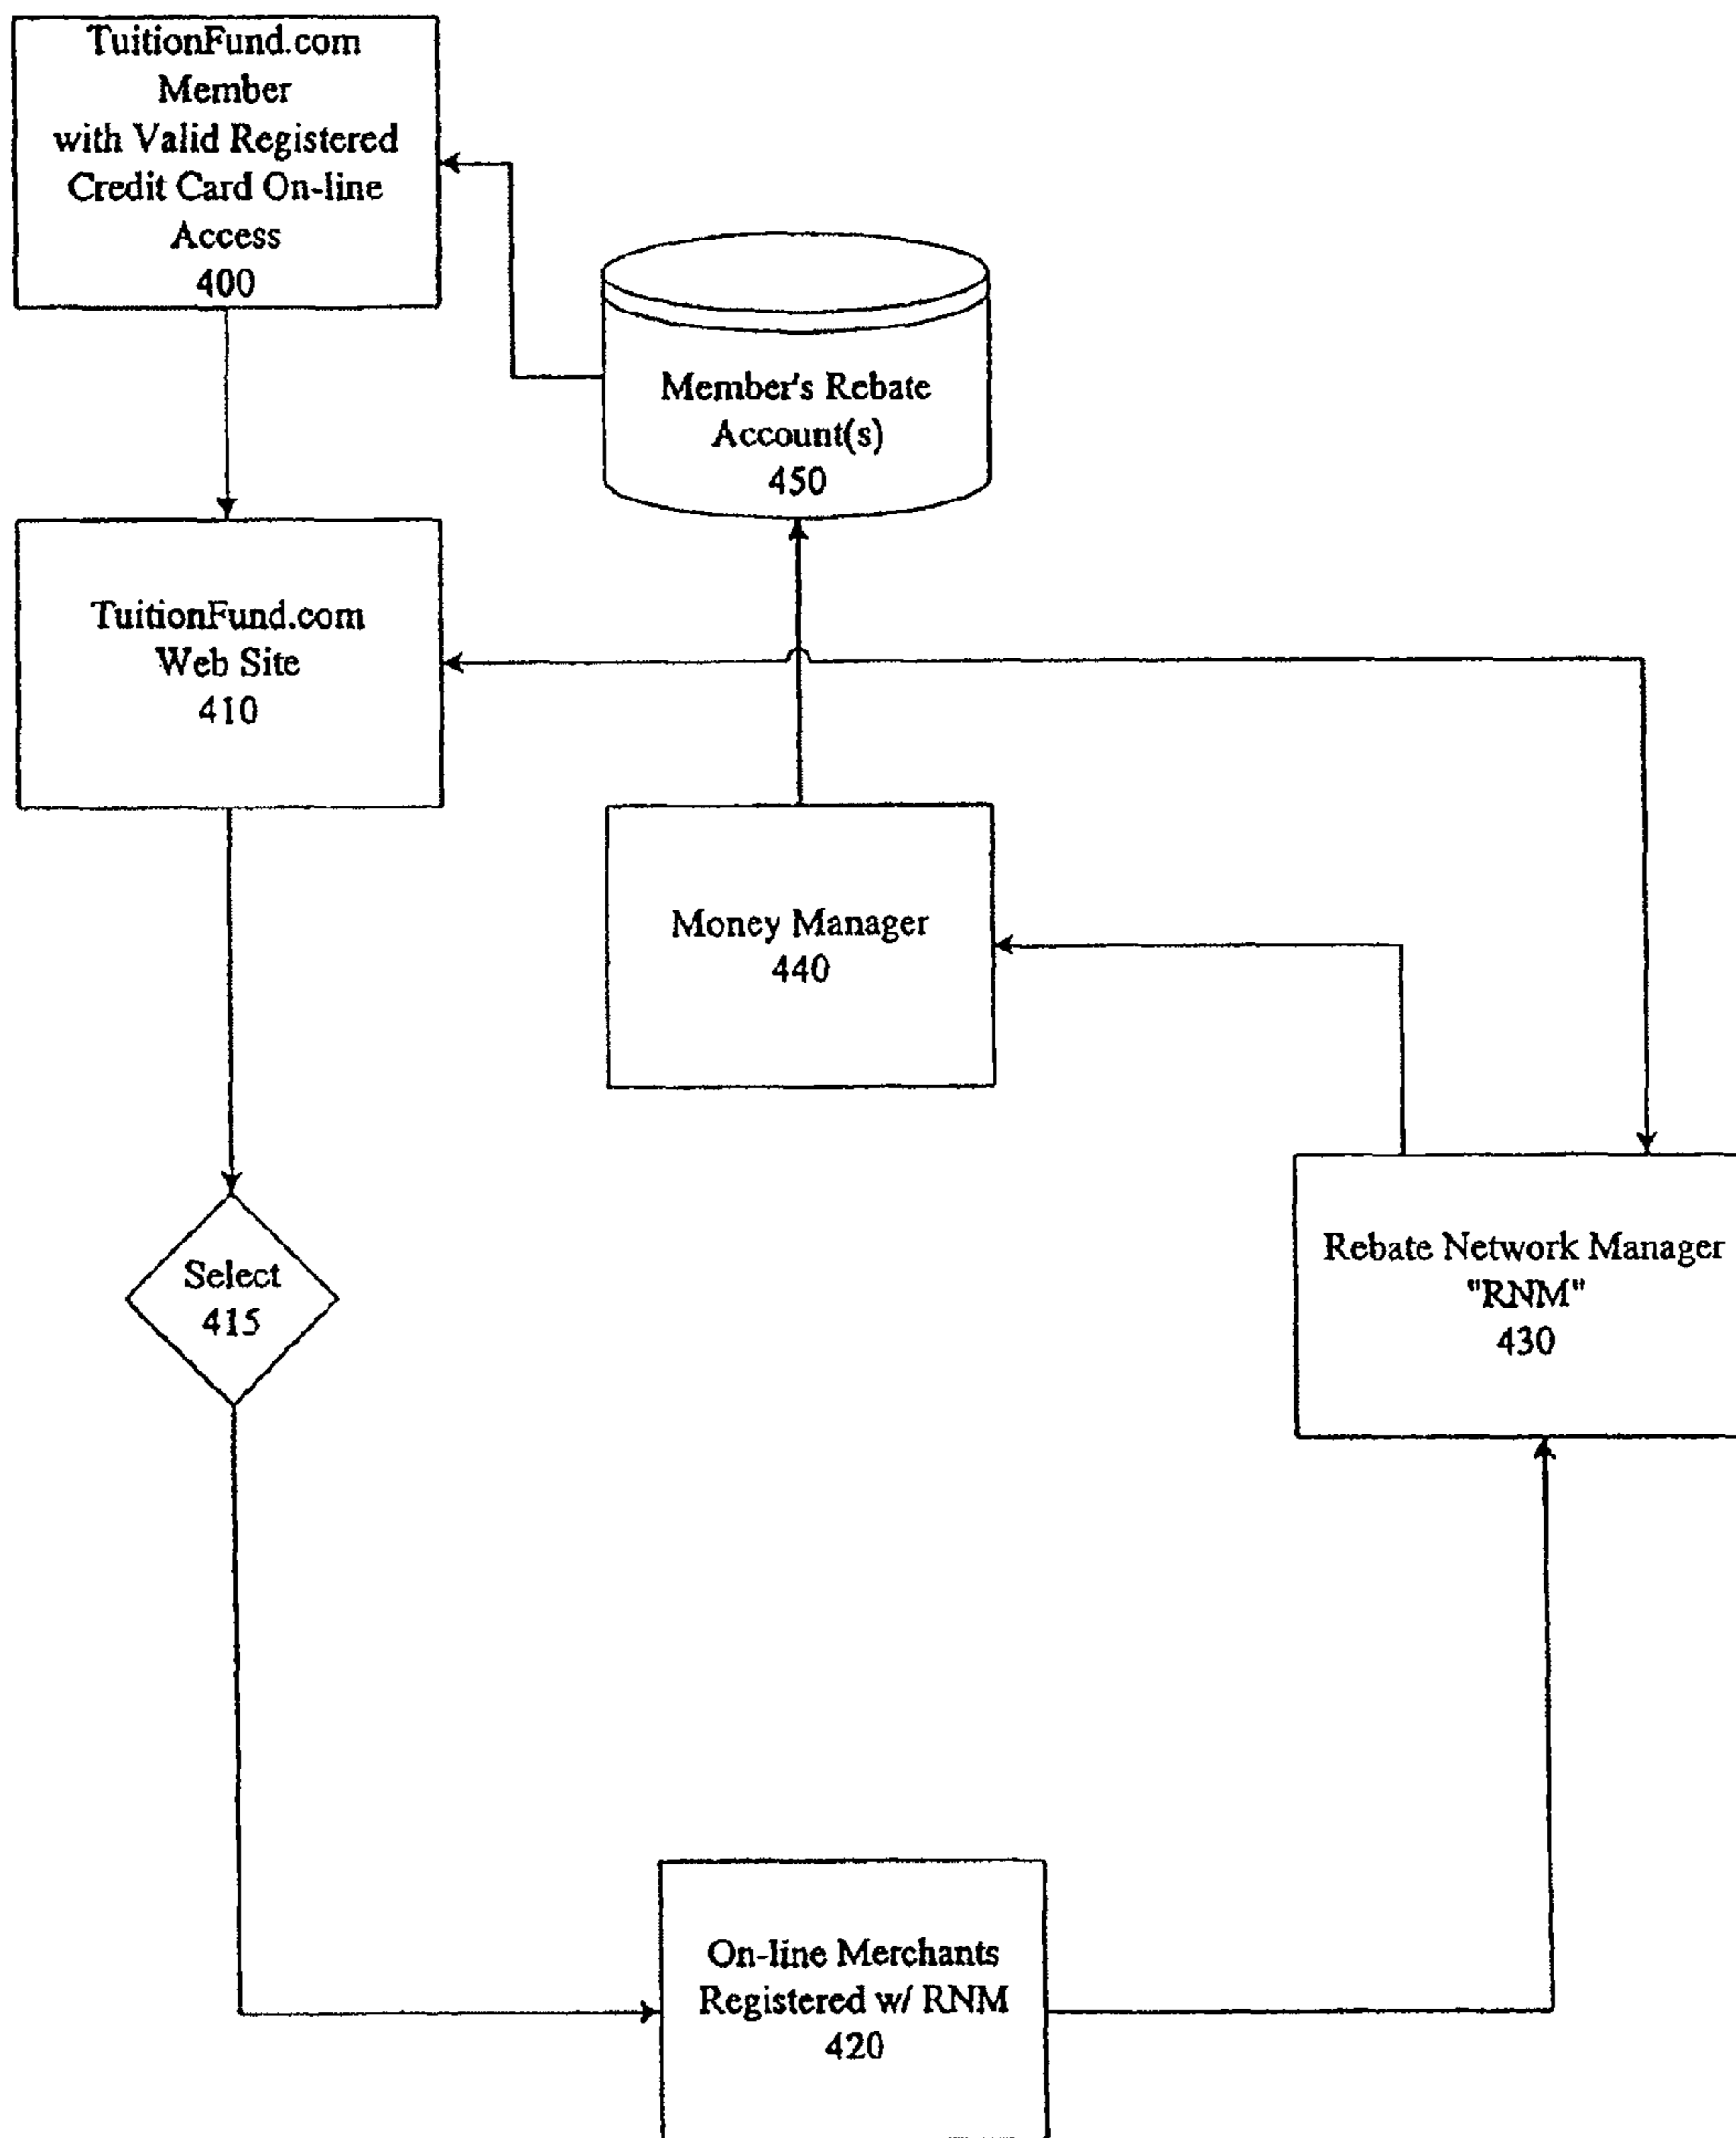 TuitionFund.com
Member
with Valid Registered
Credit Card On-line
Access
400
Member's Rebate
Account(s)
450
TuitionFund.com
Web Site
410
Money Manager
440
Select
415
Rebate Network Manager
"RNM"
430
On-line Merchants
Registered w/ RNM
420